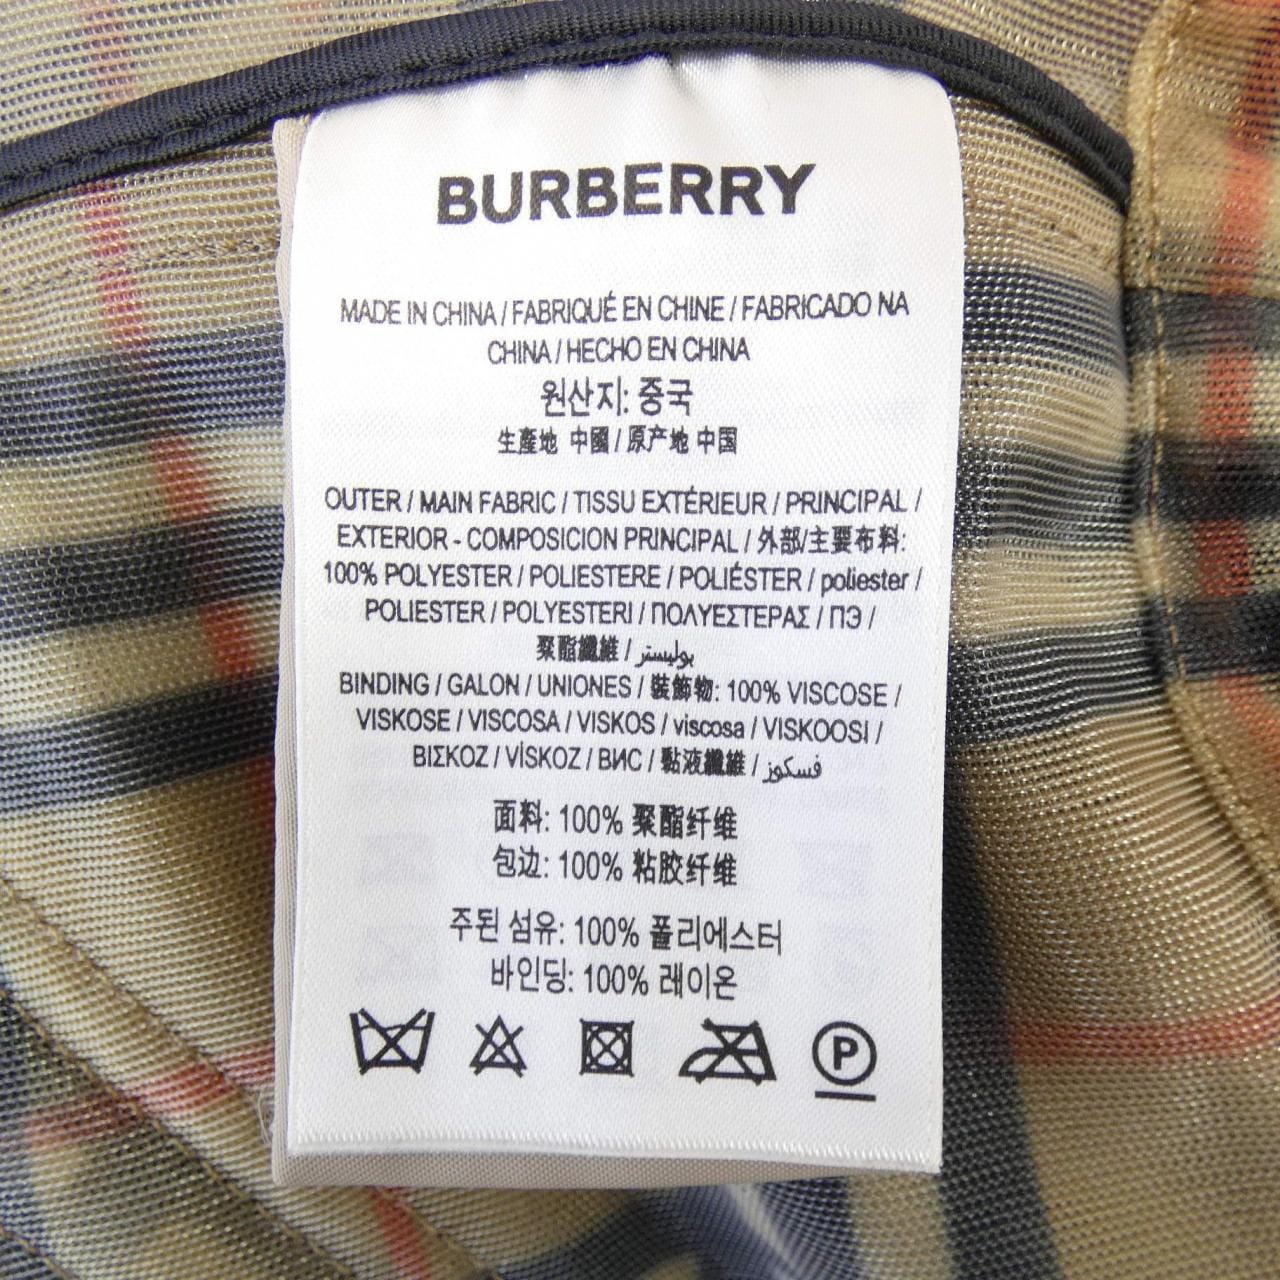 BURBERRY
MADE IN CHINA / FABRIQUÉ EN CHINE / FABRICADO NA
CHINA / HECHO EN CHINA
원산지: 중국
生產地 中國 / 原产地 中国
OUTER / MAIN FABRIC / TISSU EXTÉRIEUR / PRINCIPAL /
EXTERIOR - COMPOSICION PRINCIPAL / 外部/主要布料:
100% POLYESTER / POLIESTERE / POLIÉSTER / poliester /
POLIESTER / POLYESTERI / ΠΟΛΥΕΣΤΕΡΑΣ / ПЭ /
聚酯纖維 / بوليستر
BINDING / GALON / UNIONES / 裝飾物: 100% VISCOSE /
VISKOSE / VISCOSA / VISKOS / viscosa / VISKOOSI /
ΒΙΣΚΟΖ / VİSKOZ / ВИС / 黏液纖維 / فسكوز
面料: 100% 聚酯纤维
包边: 100% 粘胶纤维
주된 섬유: 100% 폴리에스터
바인딩: 100% 레이온
P